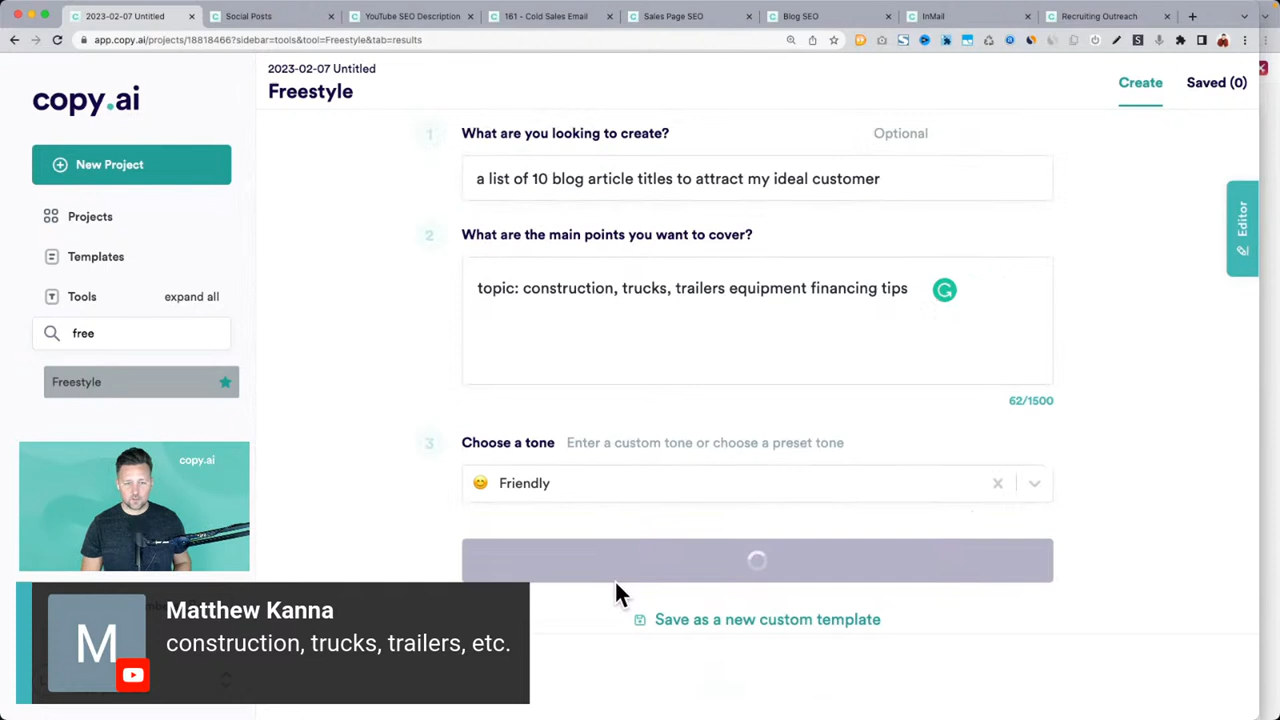 2023-02-07 Untitled
Social Posts
YouTube SEO Description
161 - Cold Sales Email
Sales Page SEO
Blog SEO
InMail
Recruiting Outreach
app.copy.ai/projects/18818466?sidebar=tools&tool=Freestyle&tab=results
copy.ai
New Project
Projects
Templates
Tools
expand all
free
Freestyle
2023-02-07 Untitled
Freestyle
Create
Saved (0)
1
What are you looking to create?
Optional
a list of 10 blog article titles to attract my ideal customer
2
What are the main points you want to cover?
topic: construction, trucks, trailers equipment financing tips
62/1500
3
Choose a tone
Enter a custom tone or choose a preset tone
Friendly
Save as a new custom template
Editor
copy.ai
M
Matthew Kanna
construction, trucks, trailers, etc.